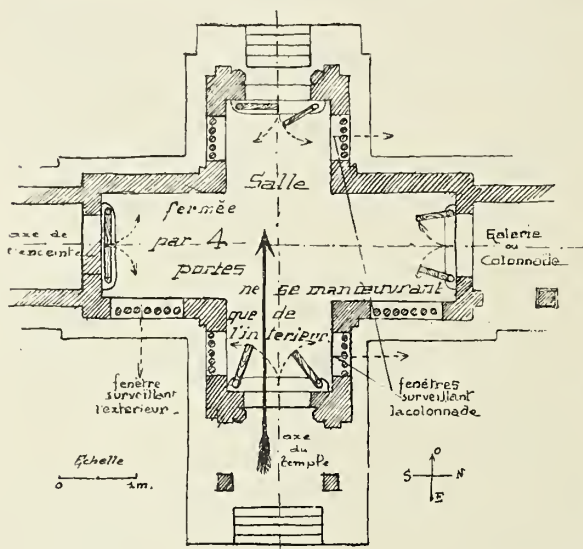 Salle
fermée
par 4
portes
ne se manœuvrant
que de
l'intérieur
axe de
l'enceinte
Galerie
ou
Colonnade
fenêtre
surveillant
l'extérieur
fenêtres
surveillant
la colonnade
axe
du
temple
Echelle
0 1m.
O
S N
E